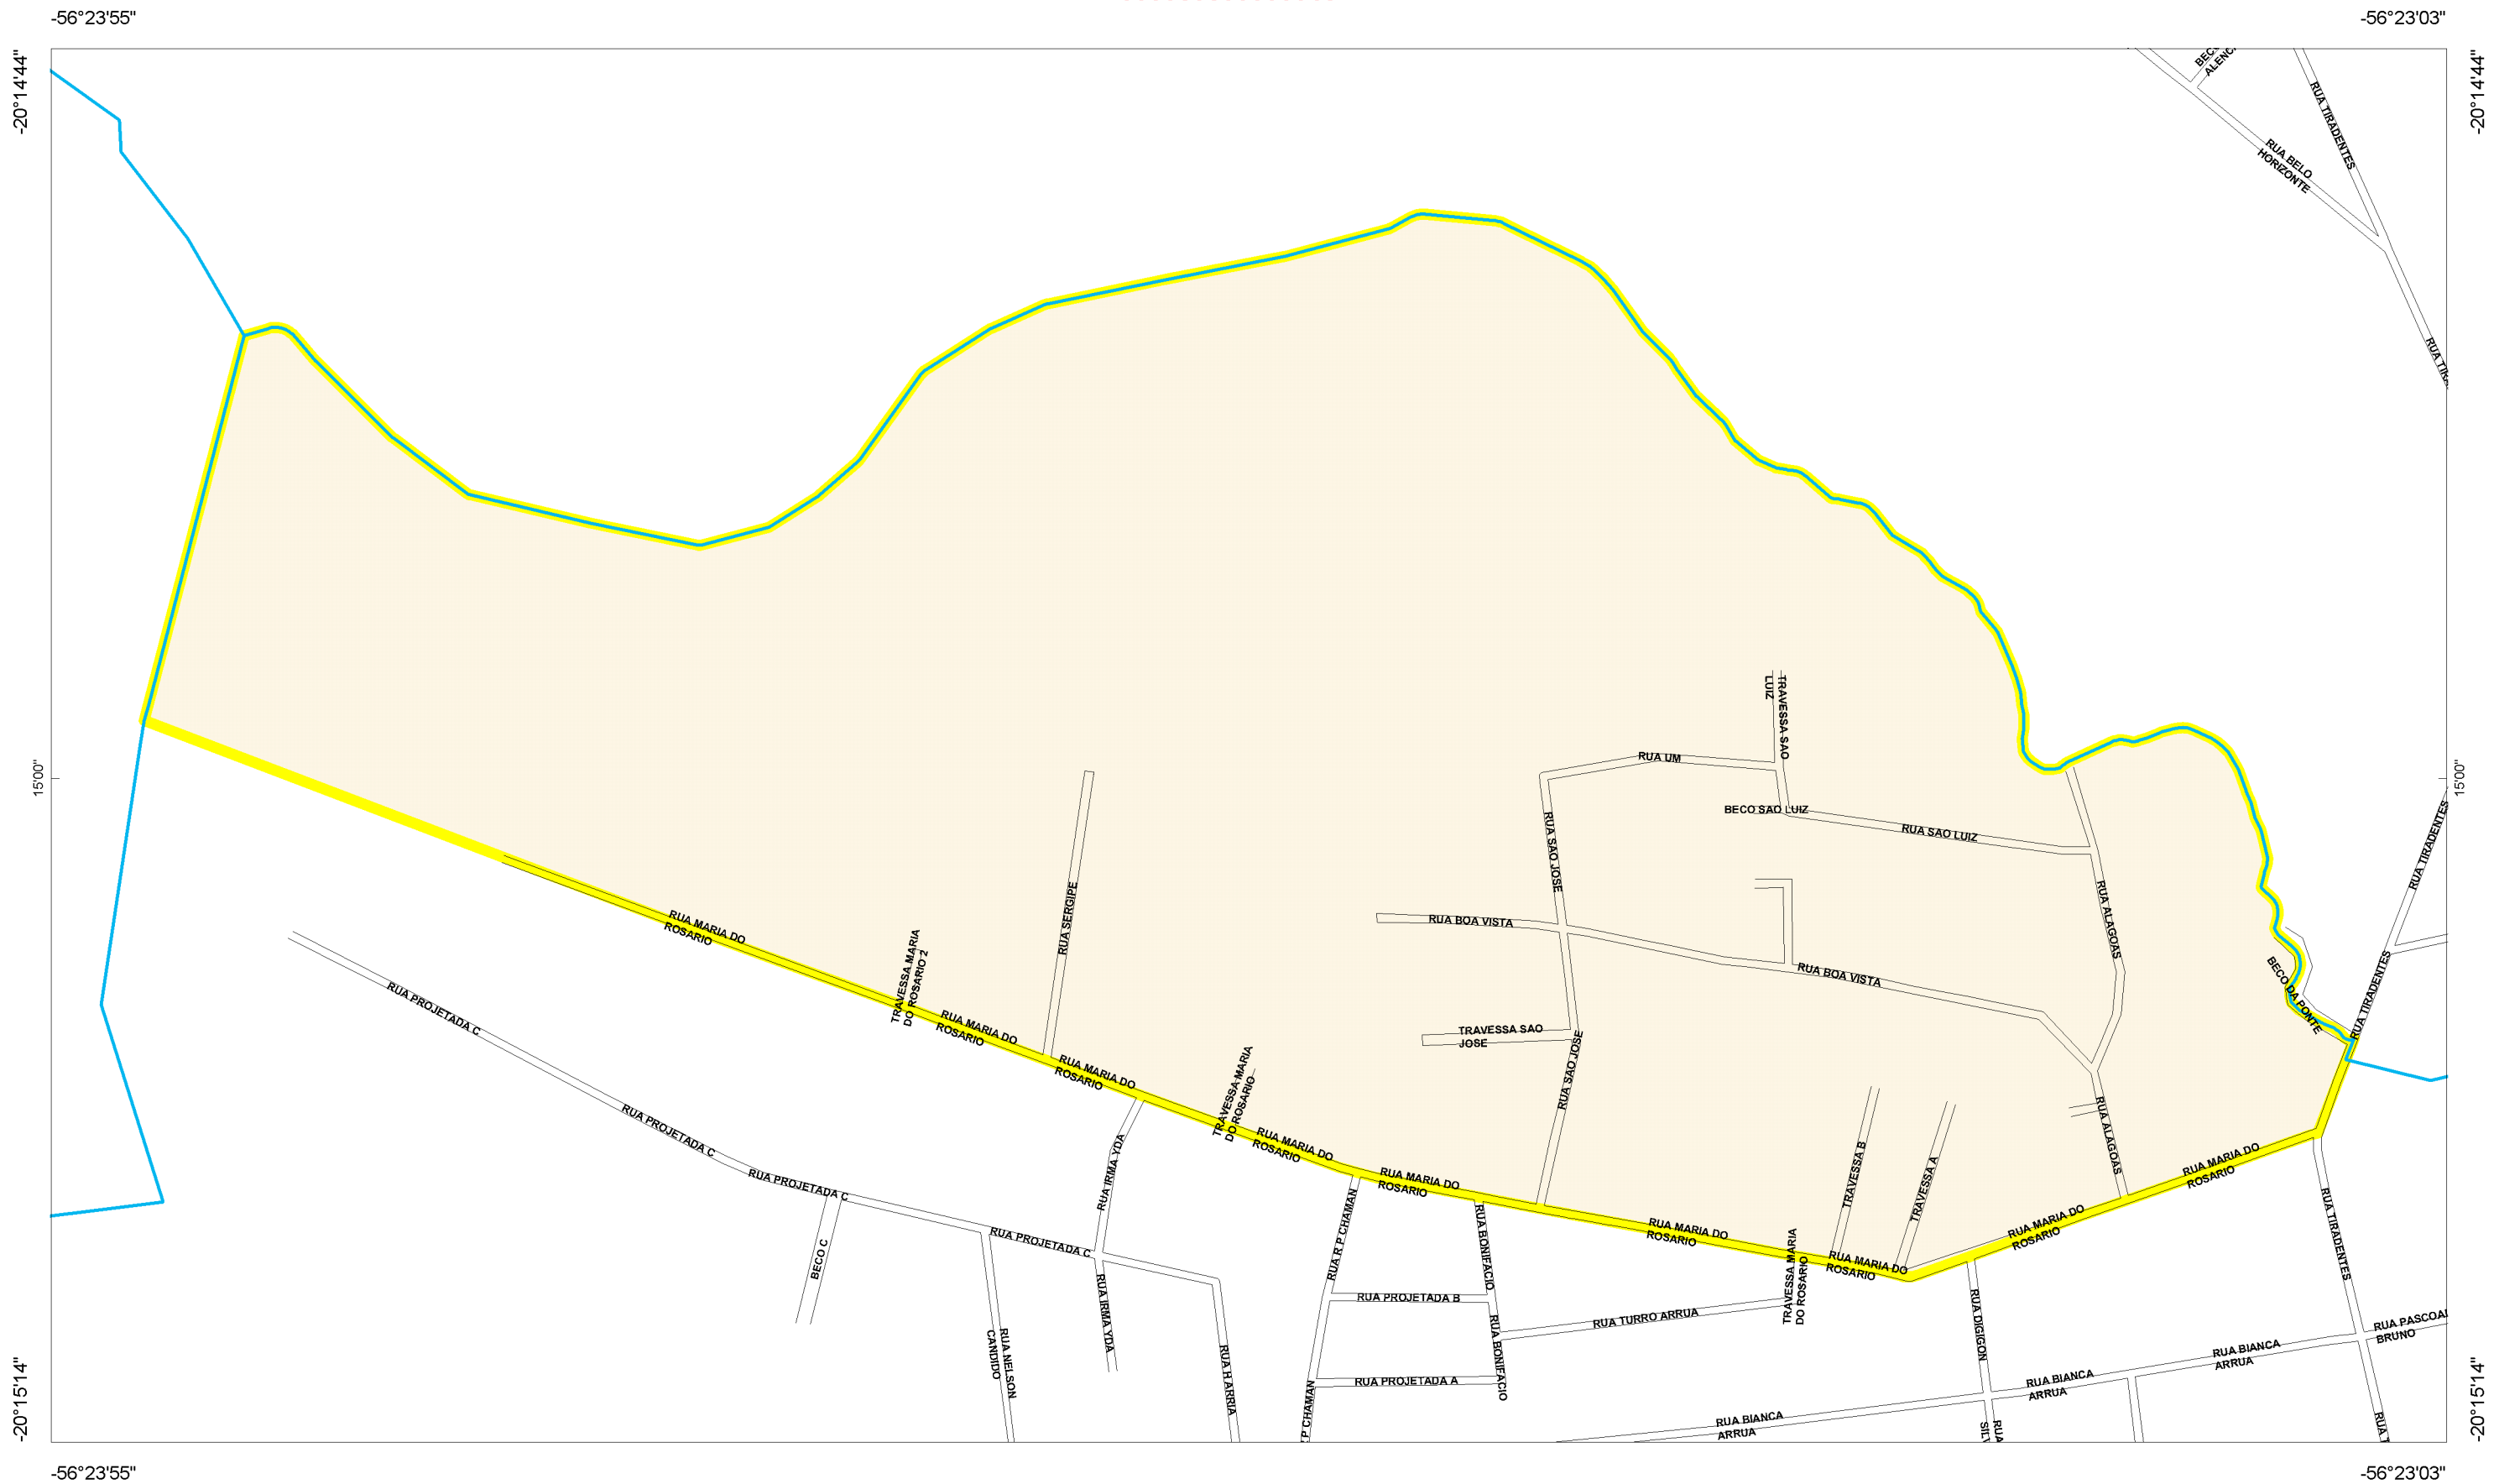 -56°23'55"
-56°23'03"
-20°14'44"
-20°14'44"
BECO
ALENC
RUA TIRADENTES
RUA BELO
HORIZONTE
RUA TIRA
TRAVESSA SAO
LUIZ
RUA UM
15'00"
15'00"
BECO SAO LUIZ
RUA SAO LUIZ
RUA SAO JOSE
RUA TIRADENTES
RUA SERGIPE
RUA ALAGOAS
RUA BOA VISTA
RUA MARIA DO
ROSARIO
TRAVESSA MARIA
DO ROSARIO 2
RUA BOA VISTA
BECO DA PONTE
RUA TIRADENTES
RUA PROJETADA C
RUA MARIA DO
ROSARIO
TRAVESSA SAO
JOSE
RUA SAO JOSE
RUA MARIA DO
ROSARIO
TRAVESSA MARIA
DO ROSARIO
RUA PROJETADA C
RUA MARIA DO
ROSARIO
RUA ALAGOAS
RUA IRMA YDA
TRAVESSA B
TRAVESSA A
RUA MARIA DO
ROSARIO
RUA PROJETADA C
RUA MARIA DO
ROSARIO
RUA R P CHAMAN
RUA BONIFACIO
RUA MARIA DO
ROSARIO
RUA MARIA DO
ROSARIO
RUA TIRADENTES
RUA PROJETADA C
BECO C
RUA MARIA DO
ROSARIO
TRAVESSA MARIA
DO ROSARIO
RUA IRMA YDA
RUA PROJETADA B
RUA TURRO ARRUA
RUA DIGIGON
RUA PASCOAL
BRUNO
RUA NELSON
CANDIDO
RUA BONIFACIO
RUA BIANCA
ARRUA
RUA H ARRIA
RUA PROJETADA A
RUA BIANCA
ARRUA
P CHAMAN
RUA BIANCA
ARRUA
RUA
SILV
RUA T
-20°15'14"
-20°15'14"
-56°23'55"
-56°23'03"